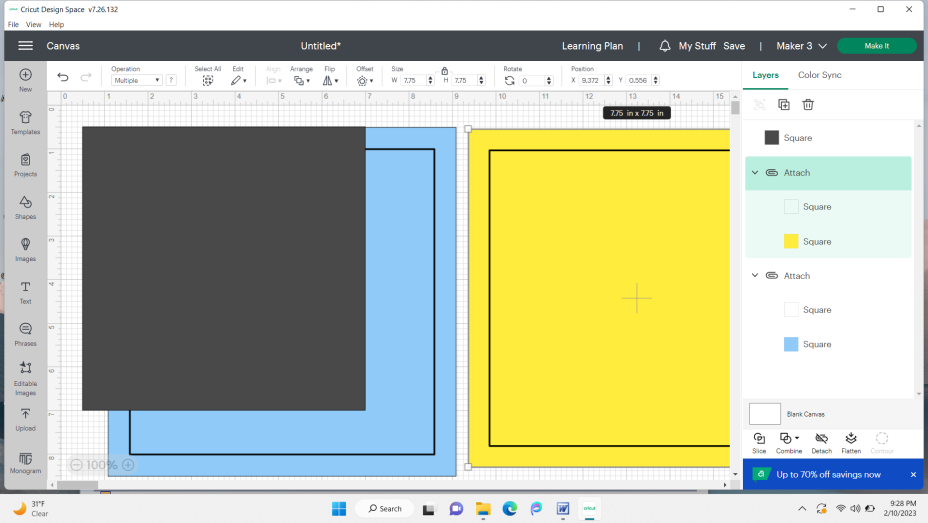 Cricut Design Space v7.26.132
File View Help
Canvas
Untitled*
Learning Plan | My Stuff Save | Maker 3 Make It
Operation
Multiple ?
Select All Edit
Align Arrange Flip
Offset
Size
W 7.75 H 7.75
Rotate
0
Position
X 9.372 Y 0.556
Layers Color Sync
New
Templates
Projects
Shapes
Images
Text
Phrases
Editable
Images
Upload
Monogram
0 1 2 3 4 5 6 7 8 9 10 11 12 13 14 15
0
1
2
3
4
5
6
7
8
7.75 in x 7.75 in
100%
Square
Attach
Square
Square
Attach
Square
Square
Blank Canvas
Slice Combine Detach Flatten Contour
Up to 70% off savings now
31°F
Clear
Search
cricut
9:28 PM
2/10/2023